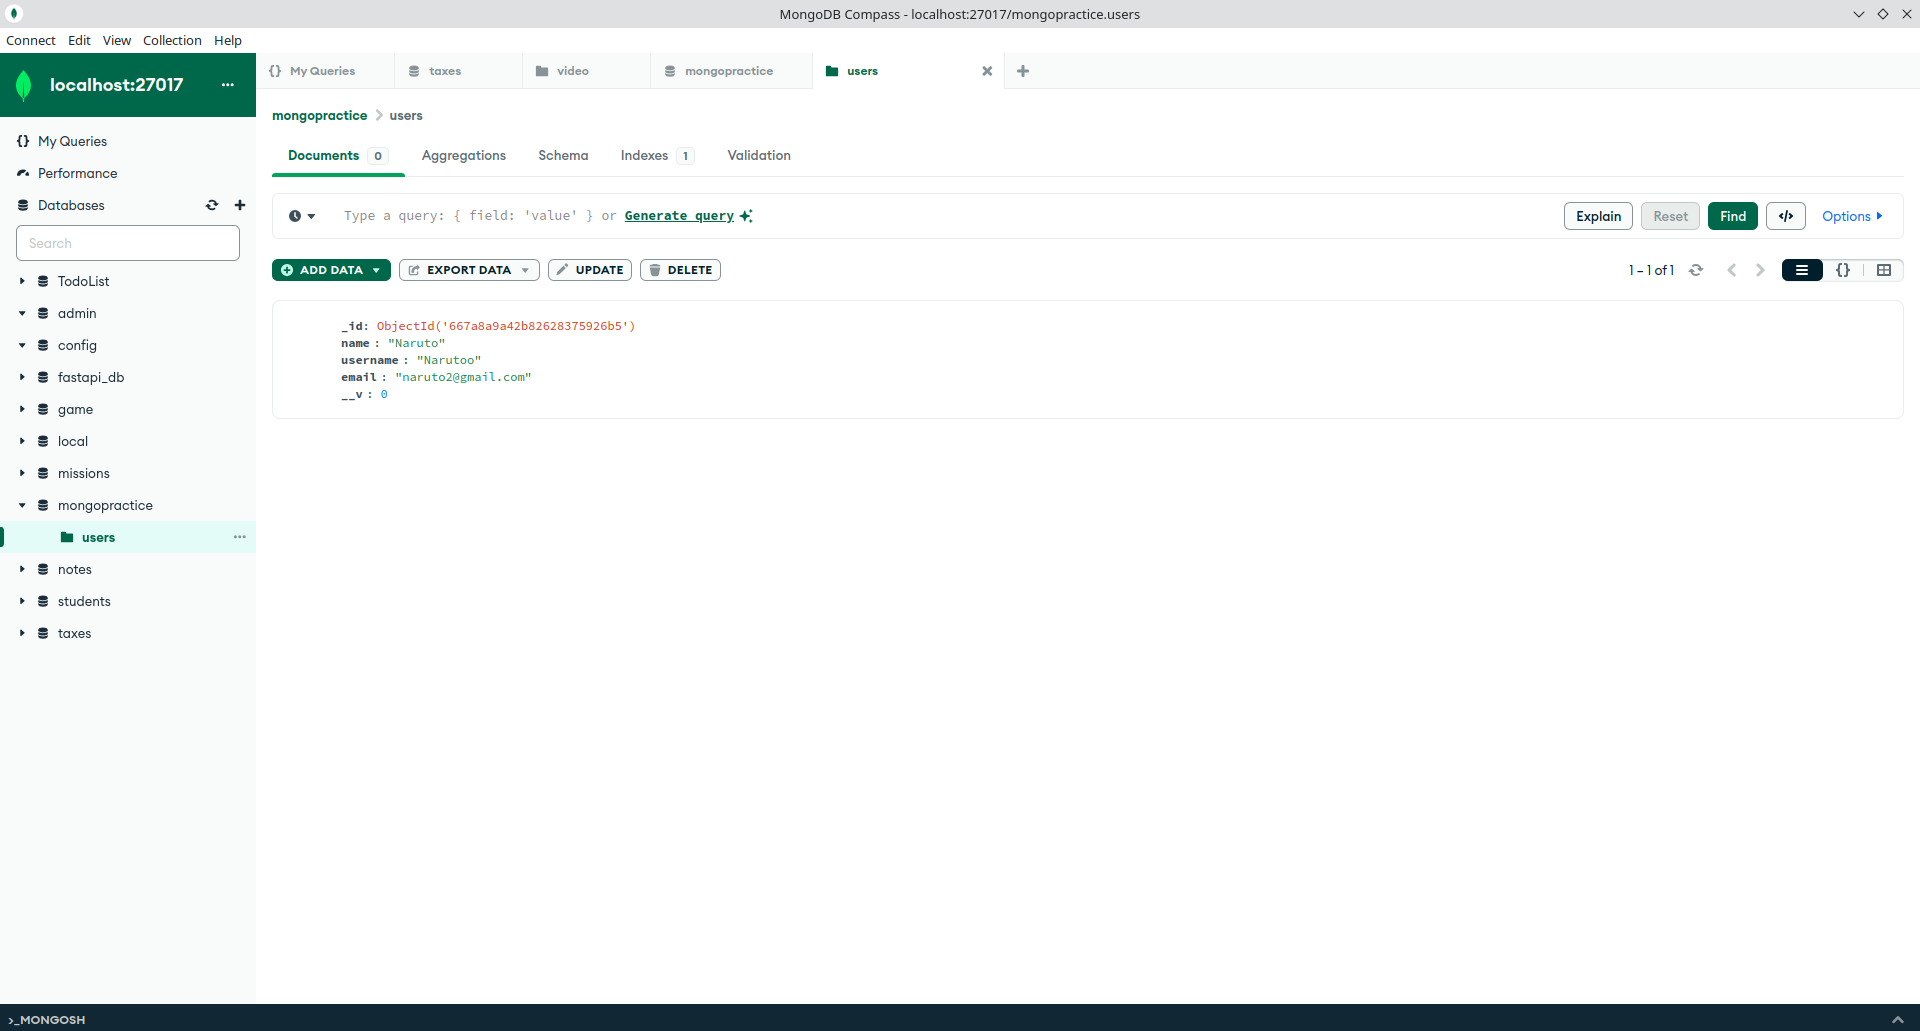 MongoDB Compass - localhost:27017/mongopractice.users
Connect Edit View Collection Help
localhost:27017
My Queries
Performance
Databases
Search
TodoList
admin
config
fastapi_db
game
local
missions
mongopractice
users
notes
students
taxes
{} My Queries taxes video mongopractice users
mongopractice > users
Documents 0 Aggregations Schema Indexes 1 Validation
Type a query: { field: 'value' } or Generate query
Explain Reset Find </> Options
ADD DATA EXPORT DATA UPDATE DELETE
1 – 1 of 1 {}
_id: ObjectId('667a8a9a42b82628375926b5')
name : "Naruto"
username : "Narutoo"
email : "naruto2@gmail.com"
__v : 0
>_MONGOSH